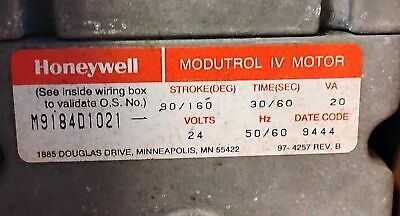 Honeywell MODUTROL IV MOTOR
(See inside wiring box STROKE(DEG) TIME(SEC) VA
to validate O.S. No.) 90/160 30/60 20
M9184D1021 — VOLTS Hz DATE CODE
24 50/60 9444
1885 DOUGLAS DRIVE, MINNEAPOLIS, MN 55422 97-4257 REV. B